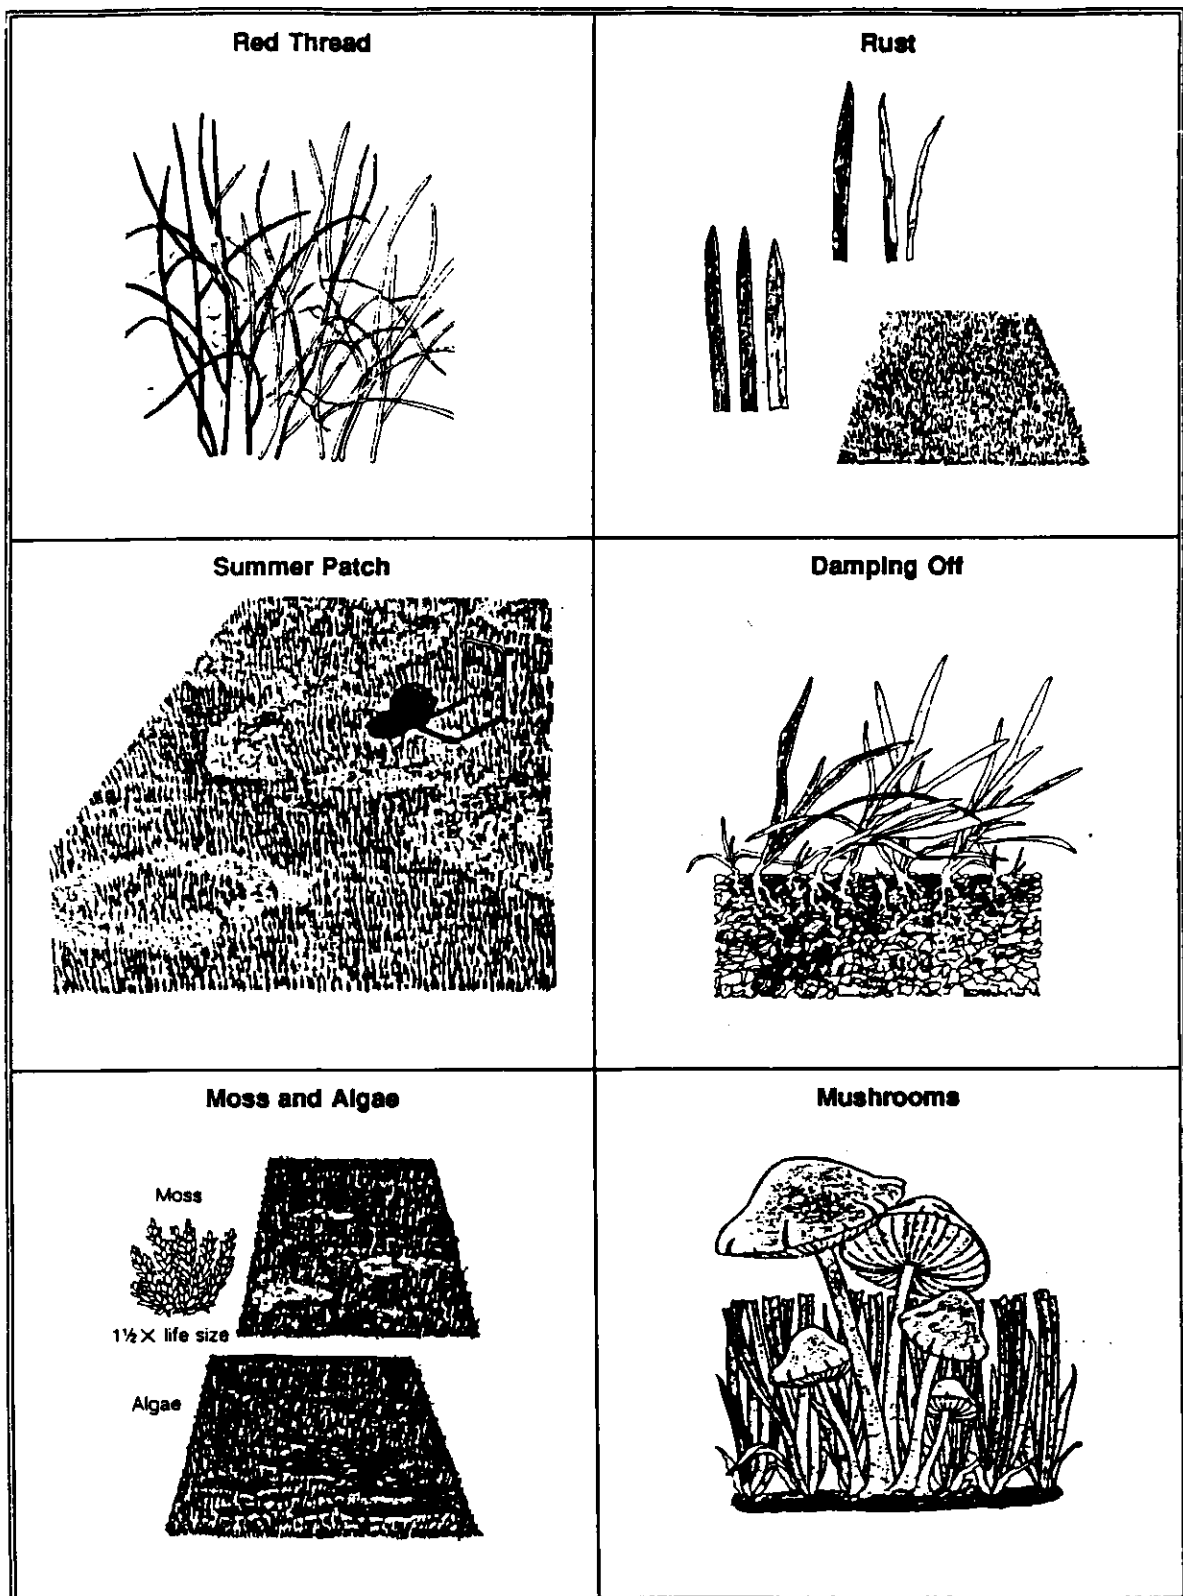 Red Thread
Rust
Summer Patch
Damping Off
Moss and Algae
Moss
1½× life size
Algae
Mushrooms